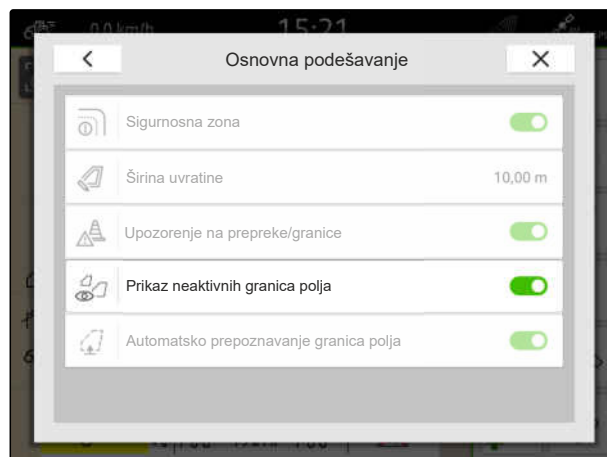 0.0 km/h 15:21
Osnovna podešavanje
Sigurnosna zona
Širina uvratine 10,00 m
Upozorenje na prepreke/granice
Prikaz neaktivnih granica polja
Automatsko prepoznavanje granica polja